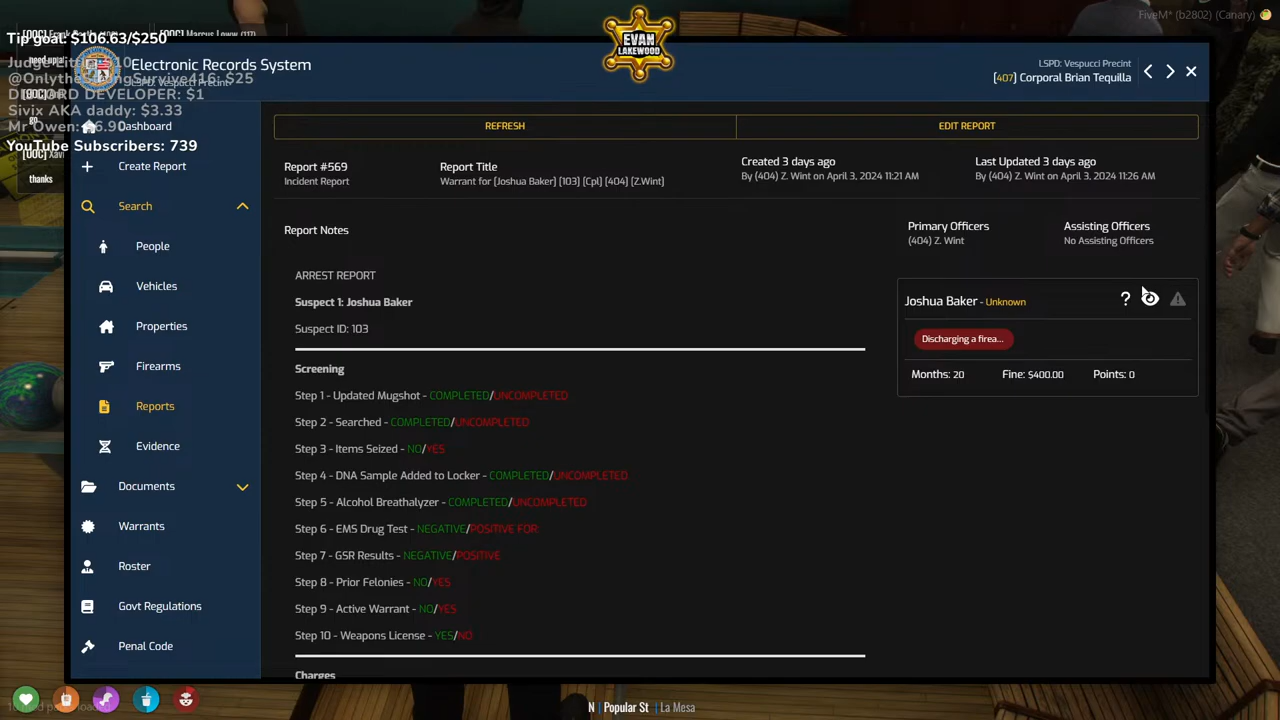 FiveM* (b2802) (Canary)
Tip goal: $106.63/$250
@OnlytheStrongSurvive416: $25
DISCORD DEVELOPER: $1
Sivix AKA daddy: $3.33
Mr Owen: $6.90
YouTube Subscribers: 739
thanks
EVAN
LAKEWOOD
Electronic Records System
LSPD: Vespucci Precint
LSPD: Vespucci Precint
[407] Corporal Brian Tequilla
Dashboard
Create Report
Search
People
Vehicles
Properties
Firearms
Reports
Evidence
Documents
Warrants
Roster
Govt Regulations
Penal Code
REFRESH
EDIT REPORT
Report #569
Incident Report
Report Title
Warrant for [Joshua Baker] [103] [Cpl] [404] [Z.Wint]
Created 3 days ago
By (404) Z. Wint on April 3, 2024 11:21 AM
Last Updated 3 days ago
By (404) Z. Wint on April 3, 2024 11:26 AM
Report Notes
ARREST REPORT
Suspect 1: Joshua Baker
Suspect ID: 103
Screening
Step 1 - Updated Mugshot - COMPLETED/UNCOMPLETED
Step 2 - Searched - COMPLETED/UNCOMPLETED
Step 3 - Items Seized - NO/YES
Step 4 - DNA Sample Added to Locker - COMPLETED/UNCOMPLETED
Step 5 - Alcohol Breathalyzer - COMPLETED/UNCOMPLETED
Step 6 - EMS Drug Test - NEGATIVE/POSITIVE FOR
Step 7 - GSR Results - NEGATIVE/POSITIVE
Step 8 - Prior Felonies - NO/YES
Step 9 - Active Warrant - NO/YES
Step 10 - Weapons License - YES/NO
Charges
Primary Officers
(404) Z. Wint
Assisting Officers
No Assisting Officers
Joshua Baker - Unknown
?
Discharging a firea...
Months: 20
Fine: $400.00
Points: 0
N | Popular St | La Mesa